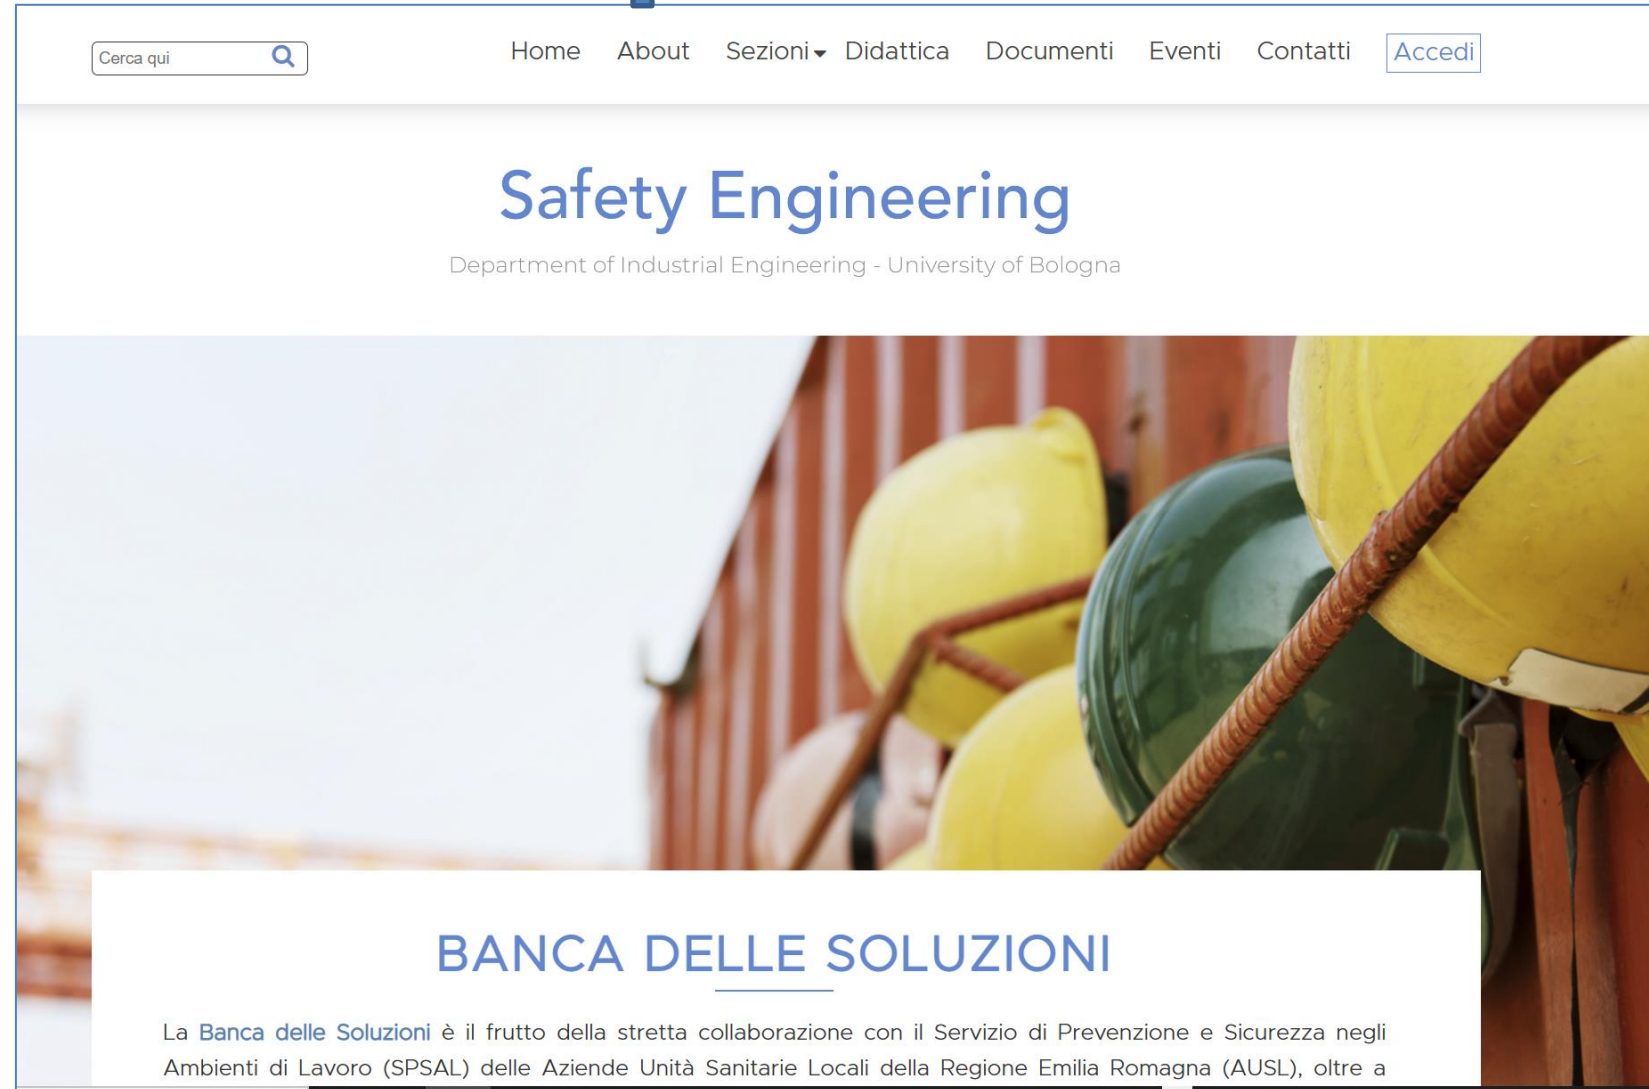 Cerca qui
Home About Sezioni Didattica Documenti Eventi Contatti Accedi
Safety Engineering
Department of Industrial Engineering - University of Bologna
BANCA DELLE SOLUZIONI
La Banca delle Soluzioni è il frutto della stretta collaborazione con il Servizio di Prevenzione e Sicurezza negli
Ambienti di Lavoro (SPSAL) delle Aziende Unità Sanitarie Locali della Regione Emilia Romagna (AUSL), oltre a